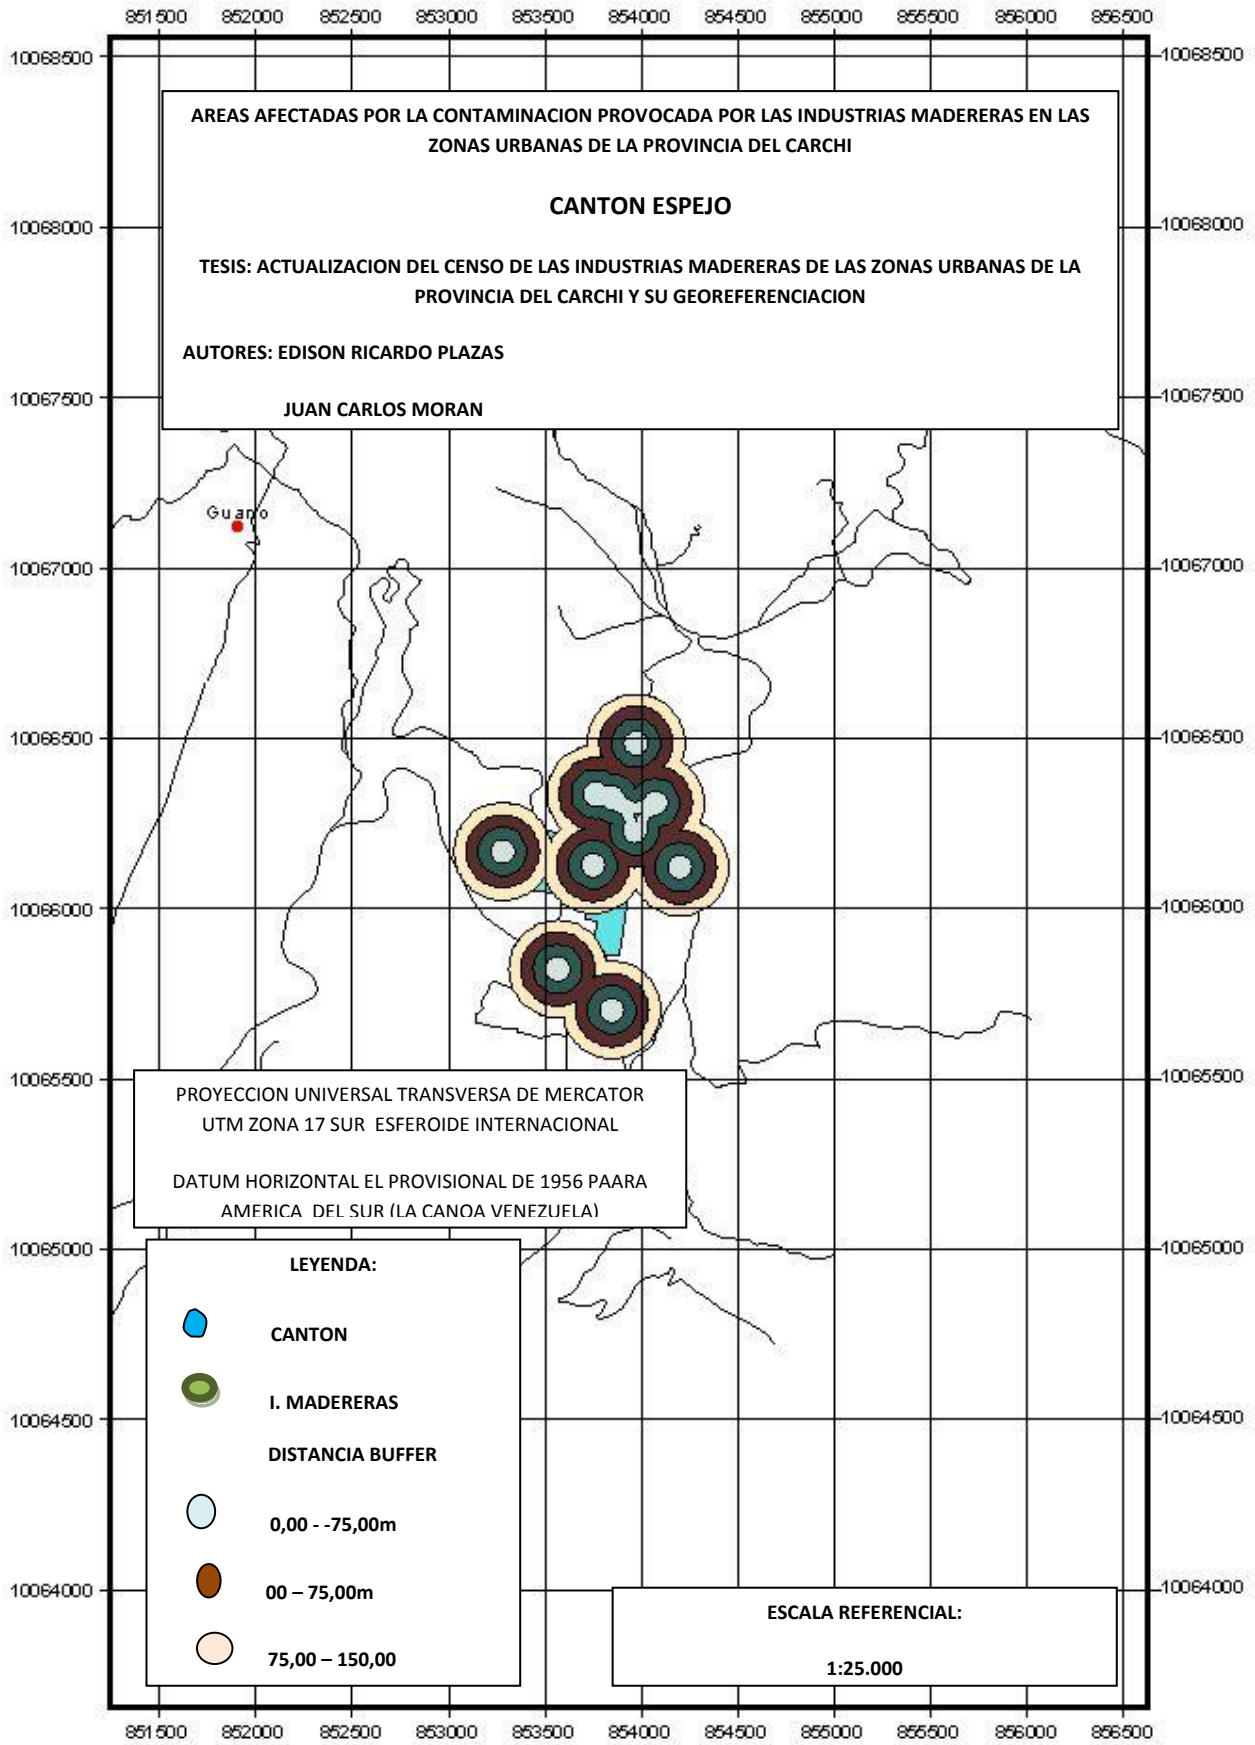 851500 852000 852500 853000 853500 854000 854500 855000 855500 856000 856500
10068500 10068500
AREAS AFECTADAS POR LA CONTAMINACION PROVOCADA POR LAS INDUSTRIAS MADERERAS EN LAS
ZONAS URBANAS DE LA PROVINCIA DEL CARCHI
CANTON ESPEJO
10068000 10068000
TESIS: ACTUALIZACION DEL CENSO DE LAS INDUSTRIAS MADERERAS DE LAS ZONAS URBANAS DE LA
PROVINCIA DEL CARCHI Y SU GEOREFERENCIACION
AUTORES: EDISON RICARDO PLAZAS
10067500 10067500
JUAN CARLOS MORAN
Guano
10067000 10067000
10066500 10066500
10066000 10066000
10065500 10065500
PROYECCION UNIVERSAL TRANSVERSA DE MERCATOR
UTM ZONA 17 SUR ESFEROIDE INTERNACIONAL
DATUM HORIZONTAL EL PROVISIONAL DE 1956 PAARA
AMERICA DEL SUR (LA CANOA VENEZUELA)
10065000 10065000
LEYENDA:
CANTON
I. MADERERAS
10064500 10064500
DISTANCIA BUFFER
0,00 - -75,00m
00 – 75,00m
10064000 10064000
75,00 – 150,00
ESCALA REFERENCIAL:
1:25.000
851500 852000 852500 853000 853500 854000 854500 855000 855500 856000 856500